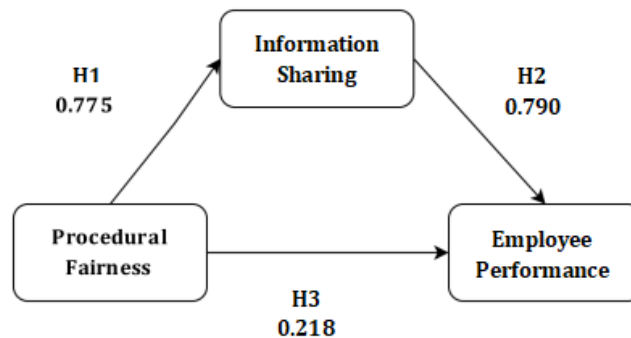 Information
Sharing
H1
0.775
H2
0.790
Procedural
Fairness
Employee
Performance
H3
0.218